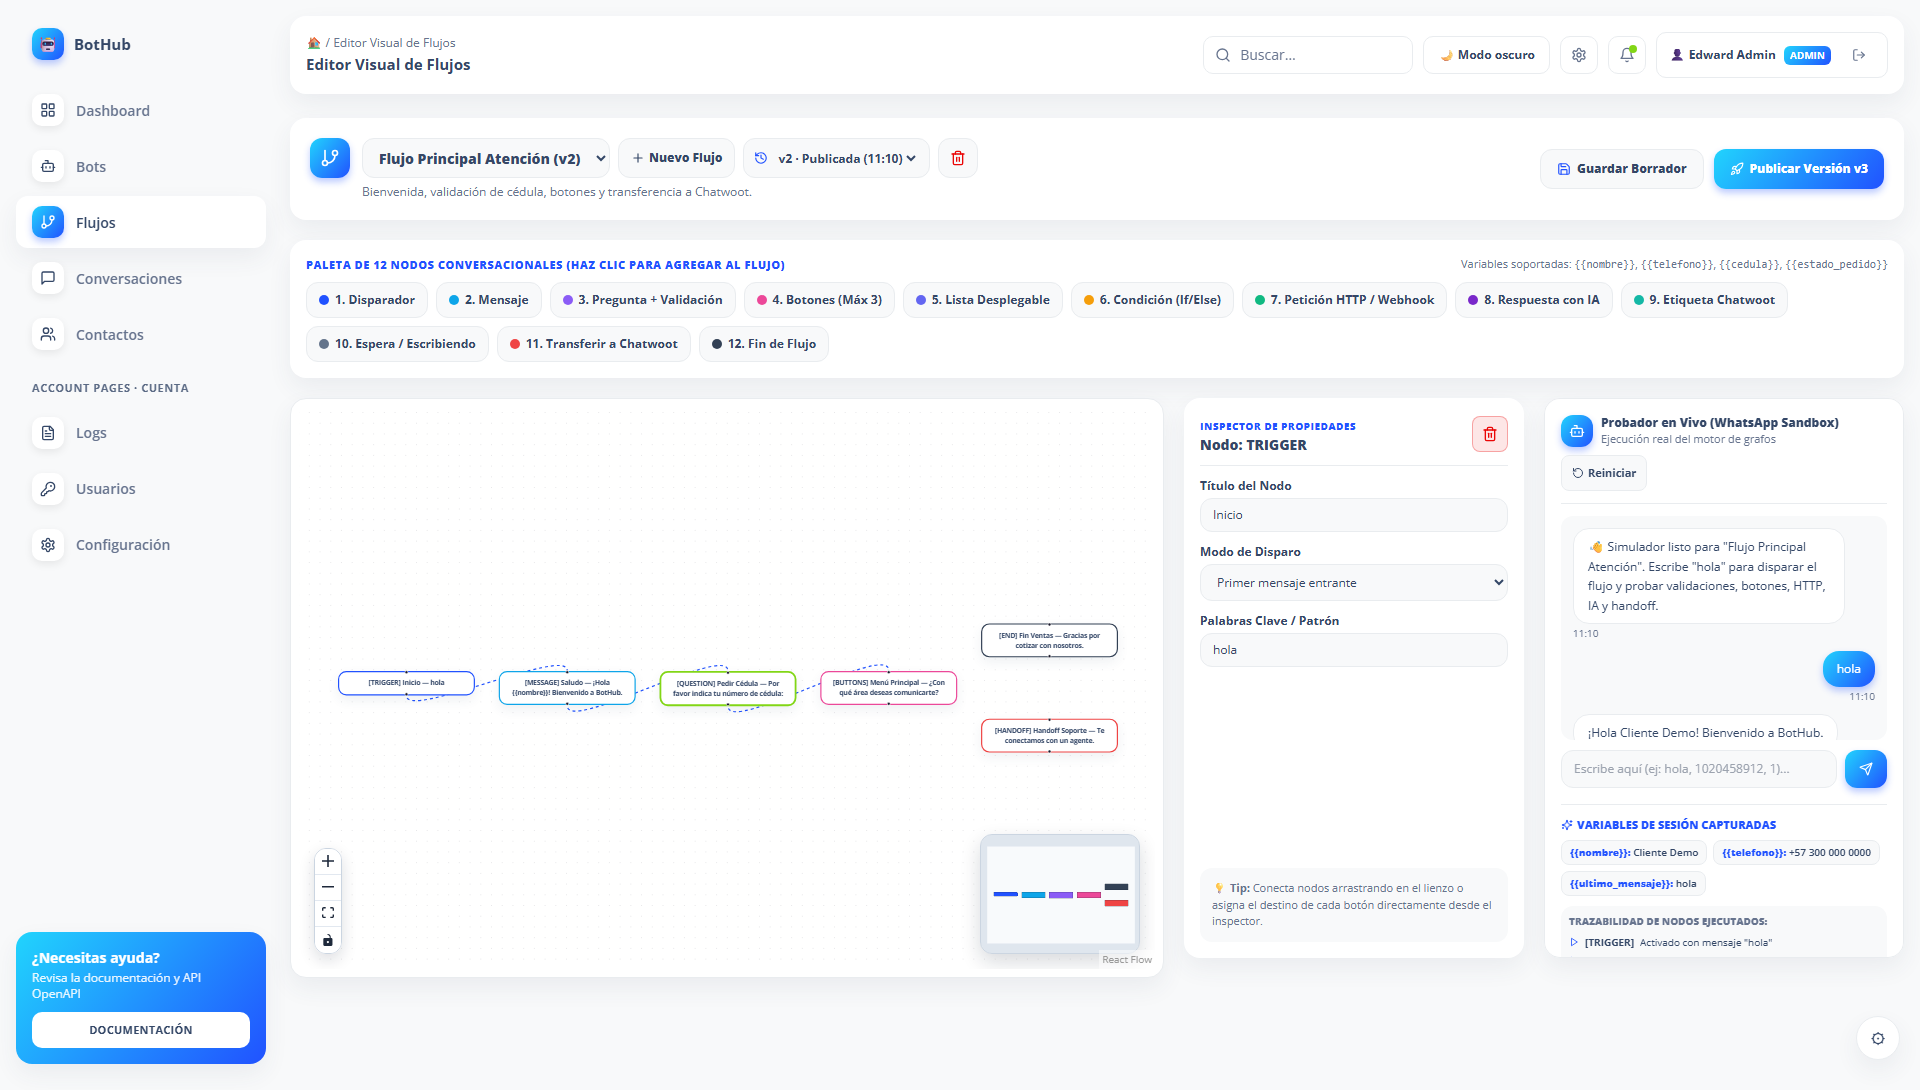 BotHub
Dashboard
Bots
Flujos
Conversaciones
Contactos
ACCOUNT PAGES · CUENTA
Logs
Usuarios
Configuración
¿Necesitas ayuda?
Revisa la documentación y API
OpenAPI
DOCUMENTACIÓN
/ Editor Visual de Flujos
Editor Visual de Flujos
Buscar...
Modo oscuro
Edward Admin
ADMIN
Flujo Principal Atención (v2)
Nuevo Flujo
v2 · Publicada (11:10)
Bienvenida, validación de cédula, botones y transferencia a Chatwoot.
Guardar Borrador
Publicar Versión v3
PALETA DE 12 NODOS CONVERSACIONALES (HAZ CLIC PARA AGREGAR AL FLUJO)
Variables soportadas: {{nombre}}, {{telefono}}, {{cedula}}, {{estado_pedido}}
1. Disparador
2. Mensaje
3. Pregunta + Validación
4. Botones (Máx 3)
5. Lista Desplegable
6. Condición (If/Else)
7. Petición HTTP / Webhook
8. Respuesta con IA
9. Etiqueta Chatwoot
10. Espera / Escribiendo
11. Transferir a Chatwoot
12. Fin de Flujo
[TRIGGER] Inicio — hola
[MESSAGE] Saludo — ¡Hola
{{nombre}}! Bienvenido a BotHub.
[QUESTION] Pedir Cédula — Por
favor indica tu número de cédula:
[BUTTONS] Menú Principal — ¿Con
qué área deseas comunicarte?
[END] Fin Ventas — Gracias por
cotizar con nosotros.
[HANDOFF] Handoff Soporte — Te
conectamos con un agente.
React Flow
INSPECTOR DE PROPIEDADES
Nodo: TRIGGER
Título del Nodo
Inicio
Modo de Disparo
Primer mensaje entrante
Palabras Clave / Patrón
hola
Tip: Conecta nodos arrastrando en el lienzo o
asigna el destino de cada botón directamente desde el
inspector.
Probador en Vivo (WhatsApp Sandbox)
Ejecución real del motor de grafos
Reiniciar
Simulador listo para "Flujo Principal
Atención". Escribe "hola" para disparar el
flujo y probar validaciones, botones, HTTP,
IA y handoff.
11:10
hola
11:10
¡Hola Cliente Demo! Bienvenido a BotHub.
Escribe aquí (ej: hola, 1020458912, 1)...
VARIABLES DE SESIÓN CAPTURADAS
{{nombre}}: Cliente Demo
{{telefono}}: +57 300 000 0000
{{ultimo_mensaje}}: hola
TRAZABILIDAD DE NODOS EJECUTADOS:
[TRIGGER] Activado con mensaje "hola"